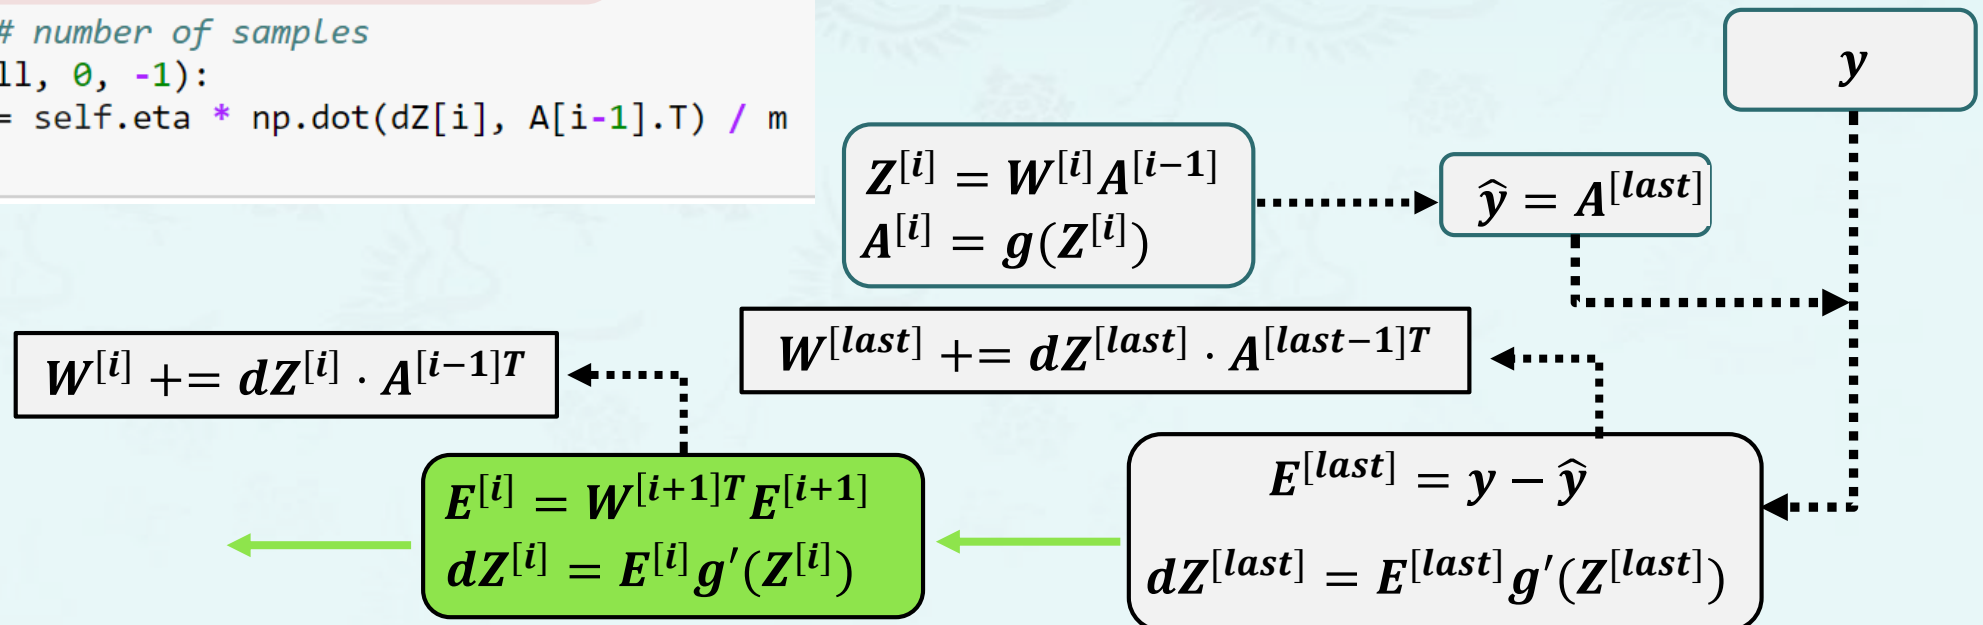 # number of samples
ll, 0, -1):
= self.eta * np.dot(dZ[i], A[i-1].T) / m
y
Z^[i] = W^[i] A^[i-1]
A^[i] = g(Z^[i])
ŷ = A^[last]
W^[last] += dZ^[last] · A^[last-1]T
W^[i] += dZ^[i] · A^[i-1]T
E^[i] = W^[i+1]T E^[i+1]
dZ^[i] = E^[i] g′(Z^[i])
E^[last] = y − ŷ
dZ^[last] = E^[last] g′(Z^[last])